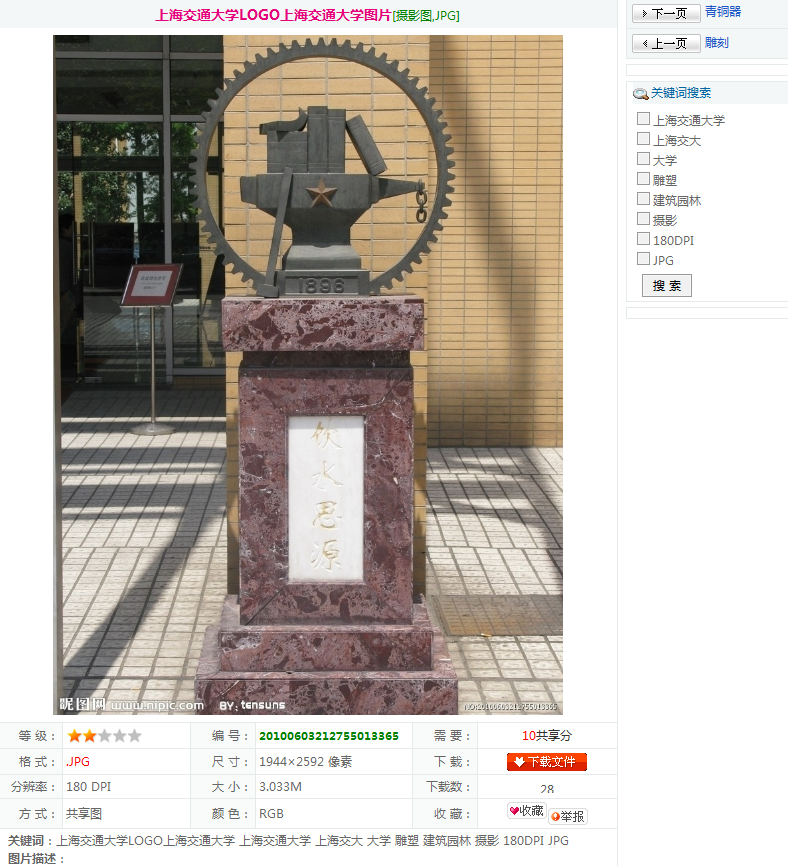 上海交通大学LOGO上海交通大学图片[摄影图,JPG]
下一页 青铜器
上一页 雕刻
关键词搜索
上海交通大学
上海交大
大学
雕塑
建筑园林
摄影
180DPI
JPG
搜 索
1896
饮水思源
昵图网 www.nipic.com BY:tensuns
NO:20100603212755013365
等 级： 编 号：20100603212755013365 需 要：10共享分
格 式：.JPG 尺 寸：1944×2592 像素 下 载：下载文件
分辨率：180 DPI 大 小：3.033M 下载数：28
方 式：共享图 颜 色：RGB 收 藏：收藏 举报
关键词：上海交通大学LOGO上海交通大学 上海交通大学 上海交大 大学 雕塑 建筑园林 摄影 180DPI JPG
图片描述：